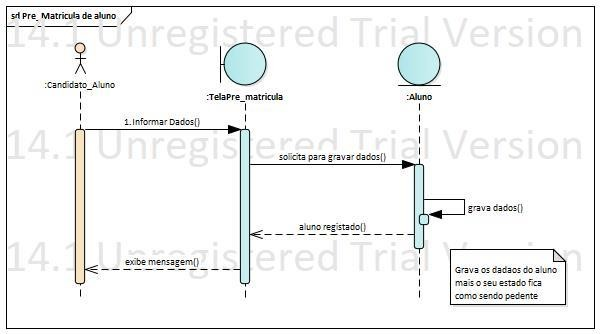 sd Pre_ Matricula de aluno
14.1 Unregistered Trial Version
:Candidato_Aluno
:TelaPre_matricula
:Aluno
1. Informar Dados()
14.1 Unregistered Trial Version
solicita para gravar dados()
grava dados()
aluno registado()
14.1 Unregistered Trial Version
exibe mensagem()
Grava os dadaos do aluno
mais o seu estado fica
como sendo pedente